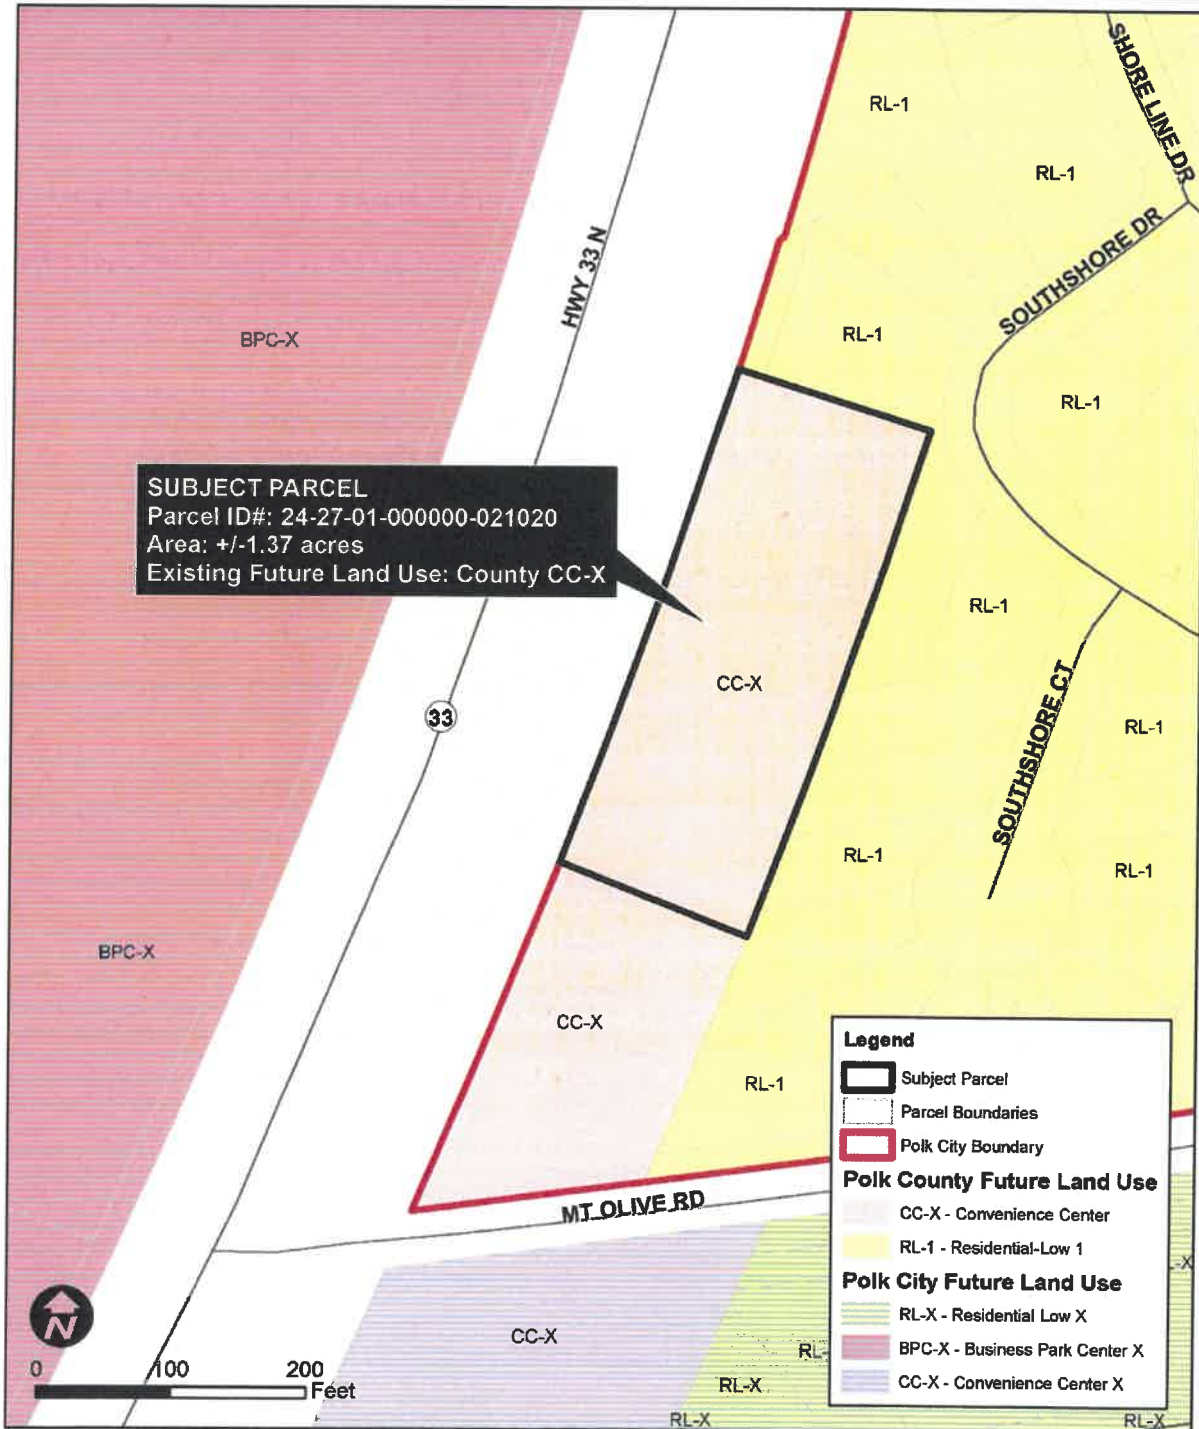 SHORE LINE DR
RL-1
RL-1
SOUTHSHORE DR
HWY 33 N
BPC-X
RL-1
RL-1
SUBJECT PARCEL
Parcel ID#: 24-27-01-000000-021020
Area: +/-1.37 acres
Existing Future Land Use: County CC-X
RL-1
CC-X
SOUTHSHORE CT
33
RL-1
RL-1
RL-1
BPC-X
CC-X
RL-1
MT OLIVE RD
Legend
Subject Parcel
Parcel Boundaries
Polk City Boundary
Polk County Future Land Use
CC-X - Convenience Center
RL-1 - Residential-Low 1
Polk City Future Land Use
RL-X - Residential Low X
BPC-X - Business Park Center X
CC-X - Convenience Center X
N
0 100 200
Feet
CC-X
RL-X
RL-X
RL-X